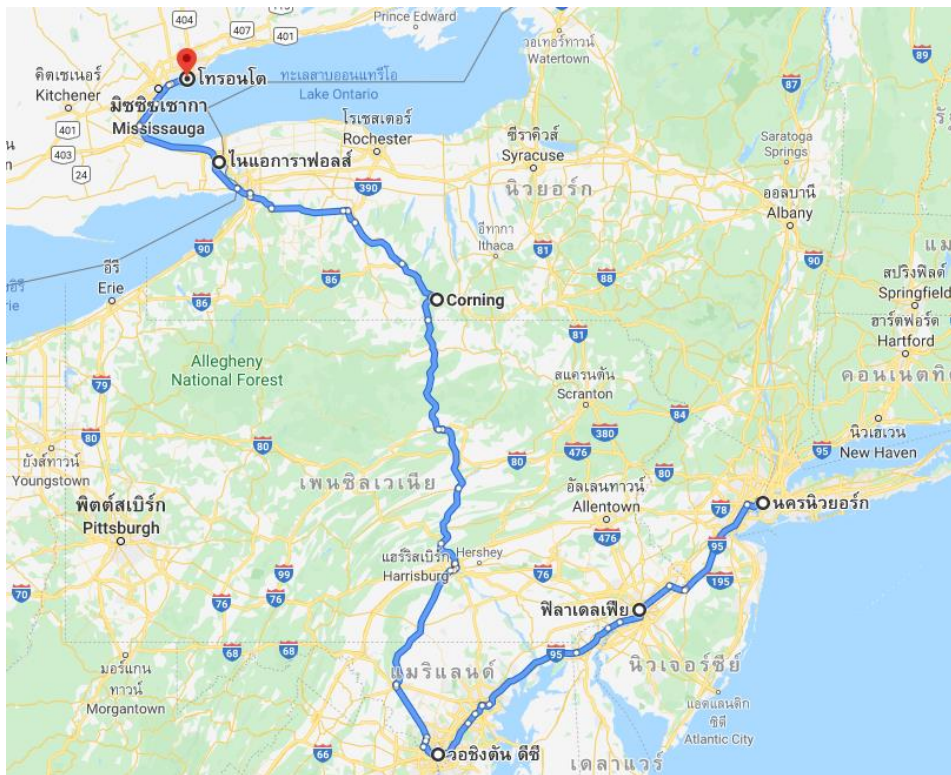 404
Prince Edward
407
401
วอเทอร์ทาวน์
Watertown
คิตเชเนอร์
Kitchener
โทรอนโต
ทะเลสาบออนแทรีโอ
Lake Ontario
87
89
มิซซิซเซากา
Mississauga
401
403
24
โรเชสเตอร์
Rochester
ซีราคิวส์
Syracuse
Saratoga
Springs
ไนแอการาฟอลส์
390
นิวยอร์ก
ออลบานี
Albany
อีทากา
Ithaca
90
81
90
อีรี
Erie
86
86
88
สปริงฟิลด์
Springfield
Corning
81
ฮาร์ตฟอร์ด
Hartford
Allegheny
National Forest
79
สแครนตัน
Scranton
84
คอนเนตทิ
80
80
380
476
95
นิวเฮเวน
New Haven
ยังส์ทาวน์
Youngstown
80
80
เพนซิลเวเนีย
อัลเลนทาวน์
Allentown
78
นครนิวยอร์ก
พิตต์สเบิร์ก
Pittsburgh
476
95
แฮร์ริสเบิร์ก
Harrisburg
Hershey
99
76
195
70
76
76
ฟิลาเดลเฟีย
68
68
95
นิวเจอร์ซีย์
มอร์แกน
ทาวน์
Morgantown
แมริแลนด์
แอตแลนติก
ซิตี
Atlantic City
66
วอชิงตัน ดีซี
เดลาแวร์